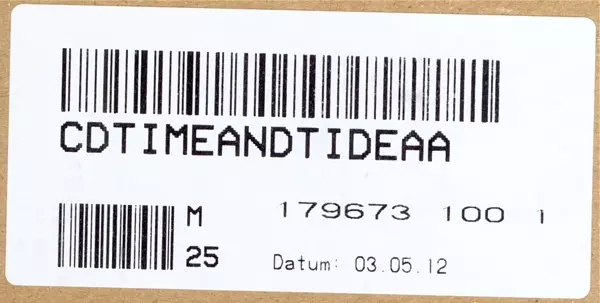 CDTIMEANDTIDEAA
M 179673 100 1
25 Datum: 03.05.12